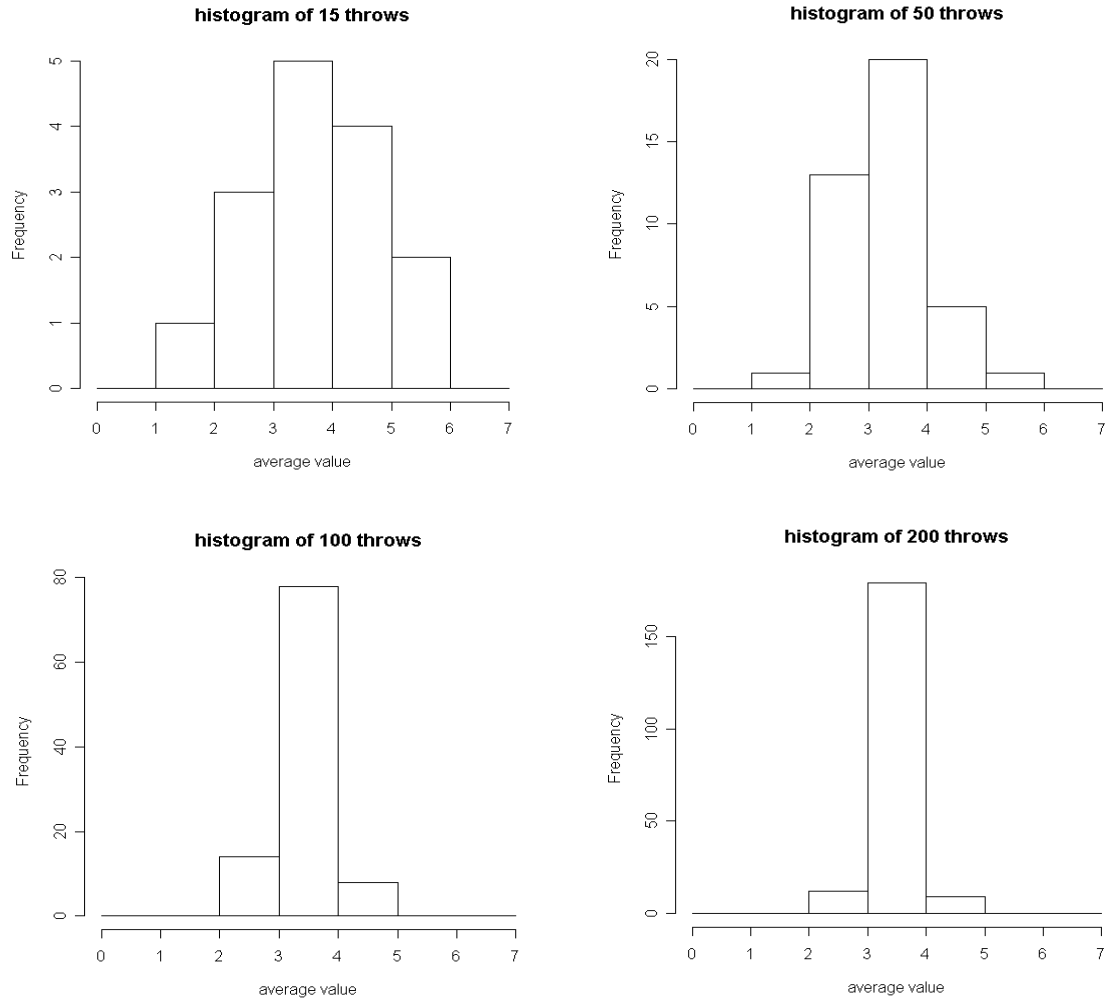 histogram of 15 throws
5
4
3
2
1
0
Frequency
0 1 2 3 4 5 6 7
average value
histogram of 50 throws
20
15
10
5
0
Frequency
0 1 2 3 4 5 6 7
average value
histogram of 100 throws
80
60
40
20
0
Frequency
0 1 2 3 4 5 6 7
average value
histogram of 200 throws
150
100
50
0
Frequency
0 1 2 3 4 5 6 7
average value